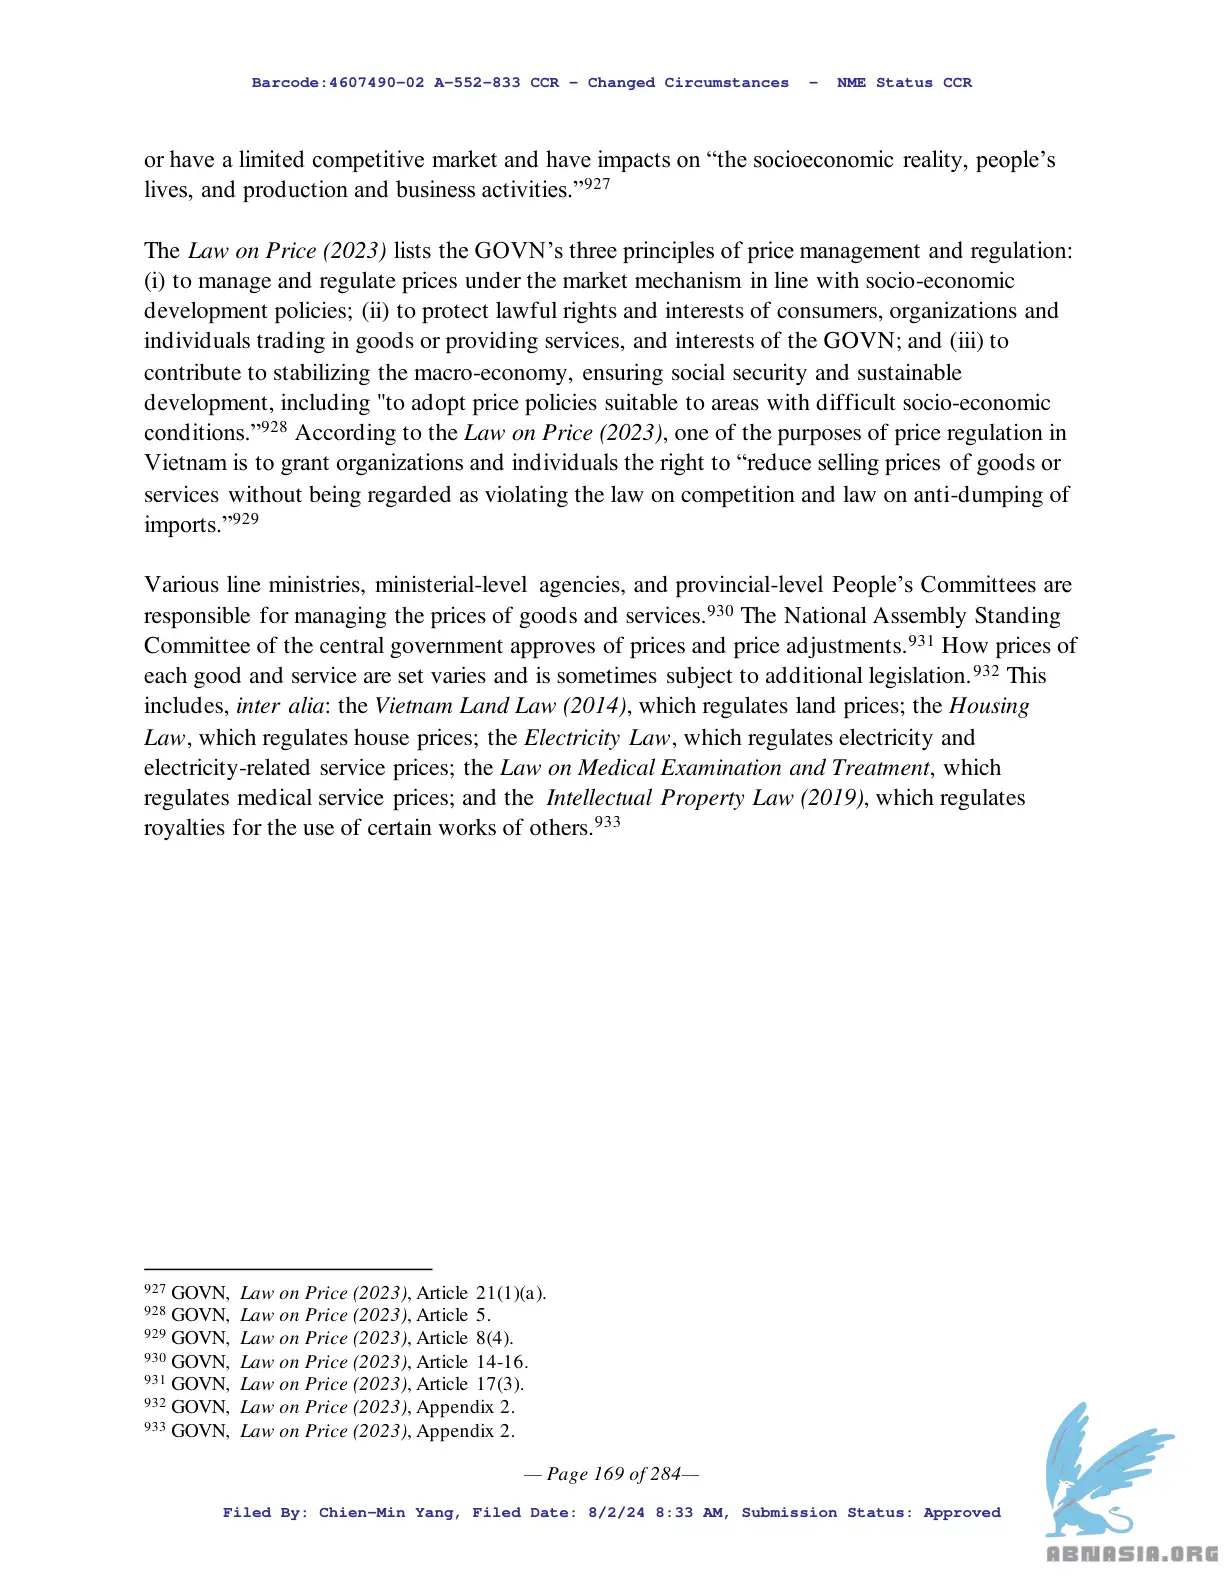 Barcode:4607490-02 A-552-833 CCR - Changed Circumstances - NME Status CCR
or have a limited competitive market and have impacts on “the socioeconomic reality, people’s
lives, and production and business activities.”927
The Law on Price (2023) lists the GOVN’s three principles of price management and regulation:
(i) to manage and regulate prices under the market mechanism in line with socio-economic
development policies; (ii) to protect lawful rights and interests of consumers, organizations and
individuals trading in goods or providing services, and interests of the GOVN; and (iii) to
contribute to stabilizing the macro-economy, ensuring social security and sustainable
development, including "to adopt price policies suitable to areas with difficult socio-economic
conditions.”928 According to the Law on Price (2023), one of the purposes of price regulation in
Vietnam is to grant organizations and individuals the right to “reduce selling prices of goods or
services without being regarded as violating the law on competition and law on anti-dumping of
imports.”929
Various line ministries, ministerial-level agencies, and provincial-level People’s Committees are
responsible for managing the prices of goods and services.930 The National Assembly Standing
Committee of the central government approves of prices and price adjustments.931 How prices of
each good and service are set varies and is sometimes subject to additional legislation.932 This
includes, inter alia: the Vietnam Land Law (2014), which regulates land prices; the Housing
Law, which regulates house prices; the Electricity Law, which regulates electricity and
electricity-related service prices; the Law on Medical Examination and Treatment, which
regulates medical service prices; and the Intellectual Property Law (2019), which regulates
royalties for the use of certain works of others.933
927 GOVN, Law on Price (2023), Article 21(1)(a).
928 GOVN, Law on Price (2023), Article 5.
929 GOVN, Law on Price (2023), Article 8(4).
930 GOVN, Law on Price (2023), Article 14-16.
931 GOVN, Law on Price (2023), Article 17(3).
932 GOVN, Law on Price (2023), Appendix 2.
933 GOVN, Law on Price (2023), Appendix 2.
— Page 169 of 284—
Filed By: Chien-Min Yang, Filed Date: 8/2/24 8:33 AM, Submission Status: Approved
ABNASIA.ORG